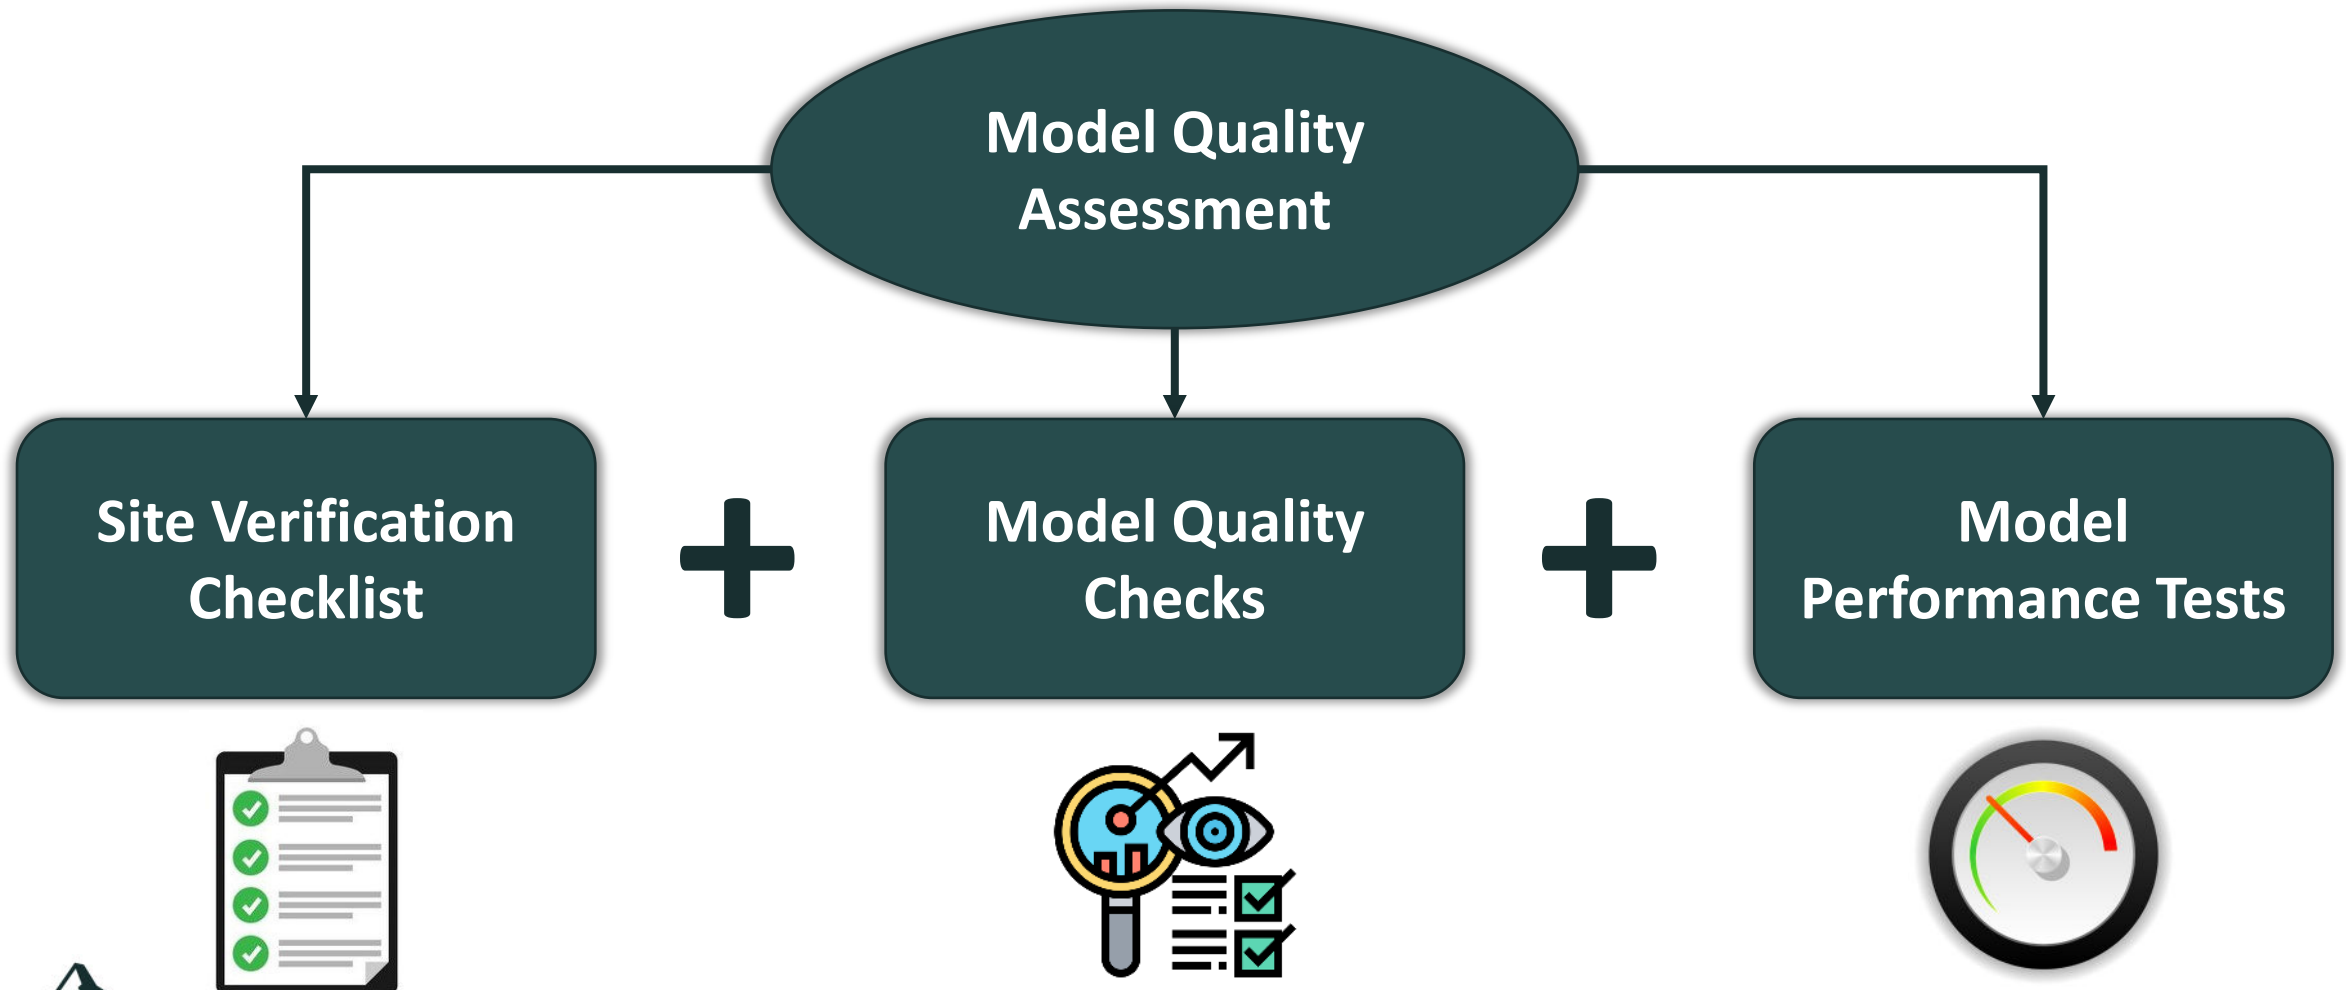 Model Quality
Assessment
Site Verification
Checklist
Model Quality
Checks
Model
Performance Tests